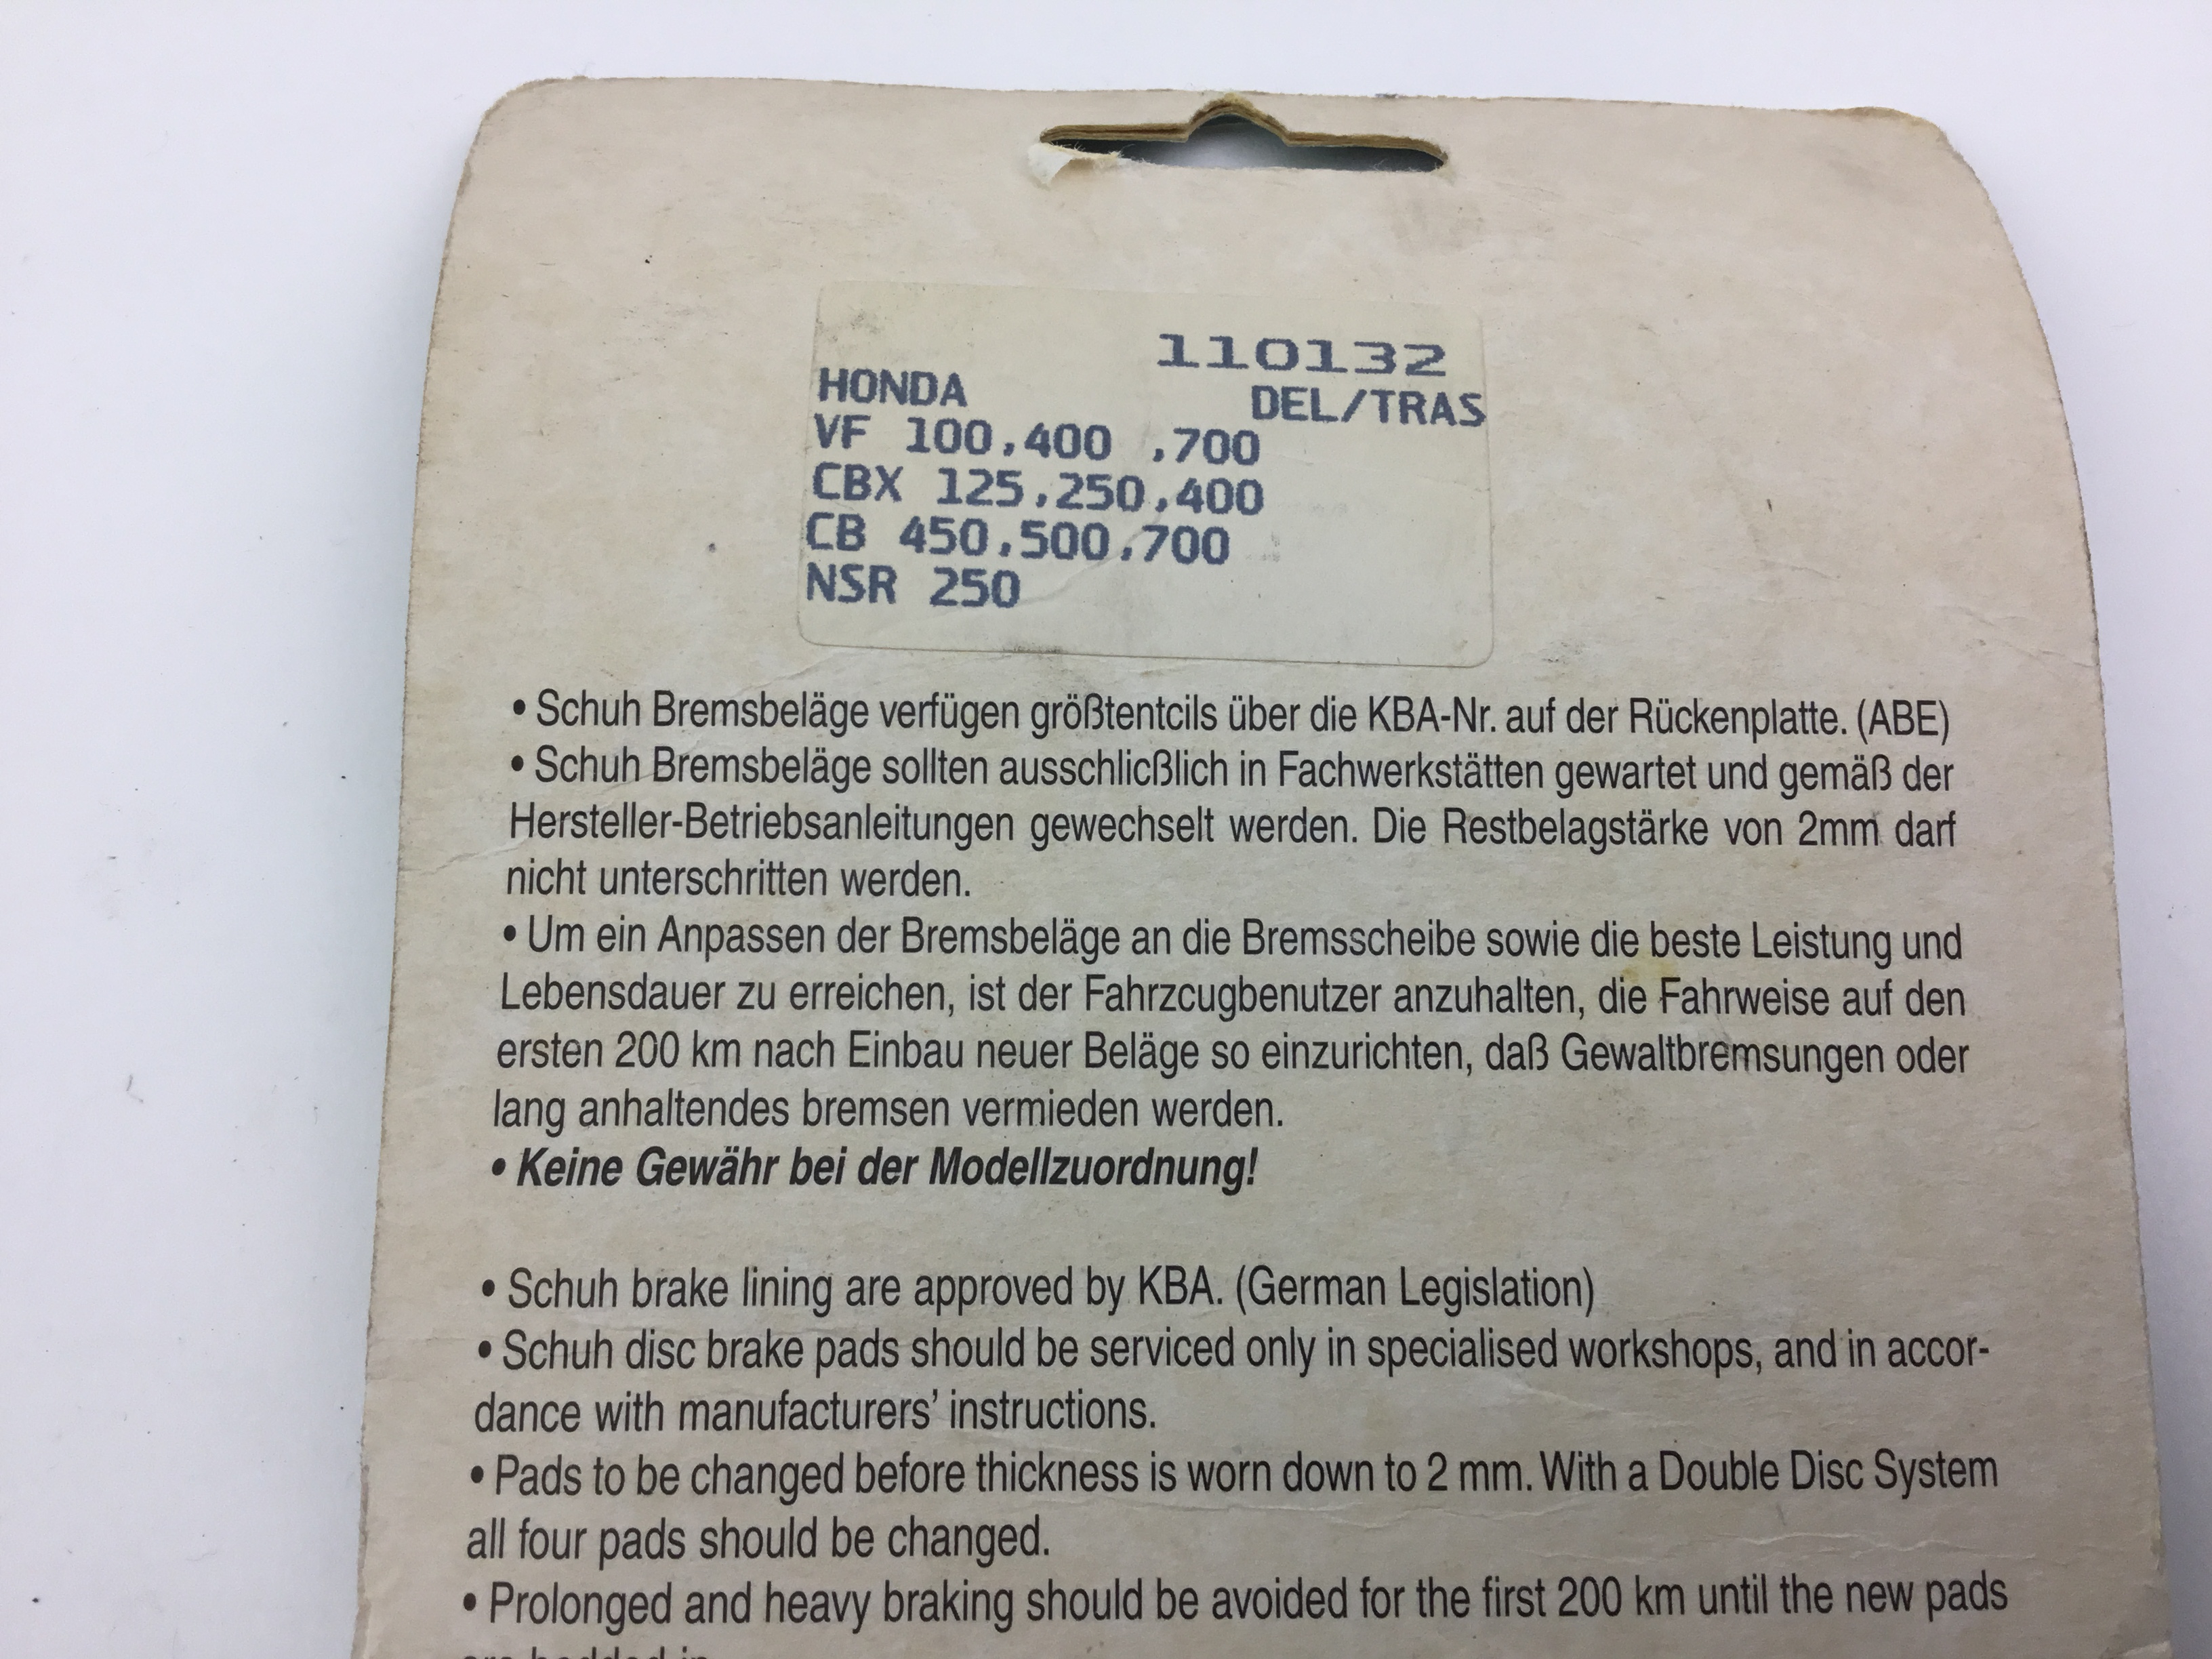 110132
HONDA DEL/TRAS
VF 100,400 ,700
CBX 125,250,400
CB 450,500,700
NSR 250
• Schuh Bremsbeläge verfügen größtentcils über die KBA-Nr. auf der Rückenplatte. (ABE)
• Schuh Bremsbeläge sollten ausschlicßlich in Fachwerkstätten gewartet und gemäß der
Hersteller-Betriebsanleitungen gewechselt werden. Die Restbelagstärke von 2mm darf
nicht unterschritten werden.
• Um ein Anpassen der Bremsbeläge an die Bremsscheibe sowie die beste Leistung und
Lebensdauer zu erreichen, ist der Fahrzcugbenutzer anzuhalten, die Fahrweise auf den
ersten 200 km nach Einbau neuer Beläge so einzurichten, daß Gewaltbremsungen oder
lang anhaltendes bremsen vermieden werden.
• Keine Gewähr bei der Modellzuordnung!
• Schuh brake lining are approved by KBA. (German Legislation)
• Schuh disc brake pads should be serviced only in specialised workshops, and in accor-
dance with manufacturers’ instructions.
• Pads to be changed before thickness is worn down to 2 mm. With a Double Disc System
all four pads should be changed.
• Prolonged and heavy braking should be avoided for the first 200 km until the new pads